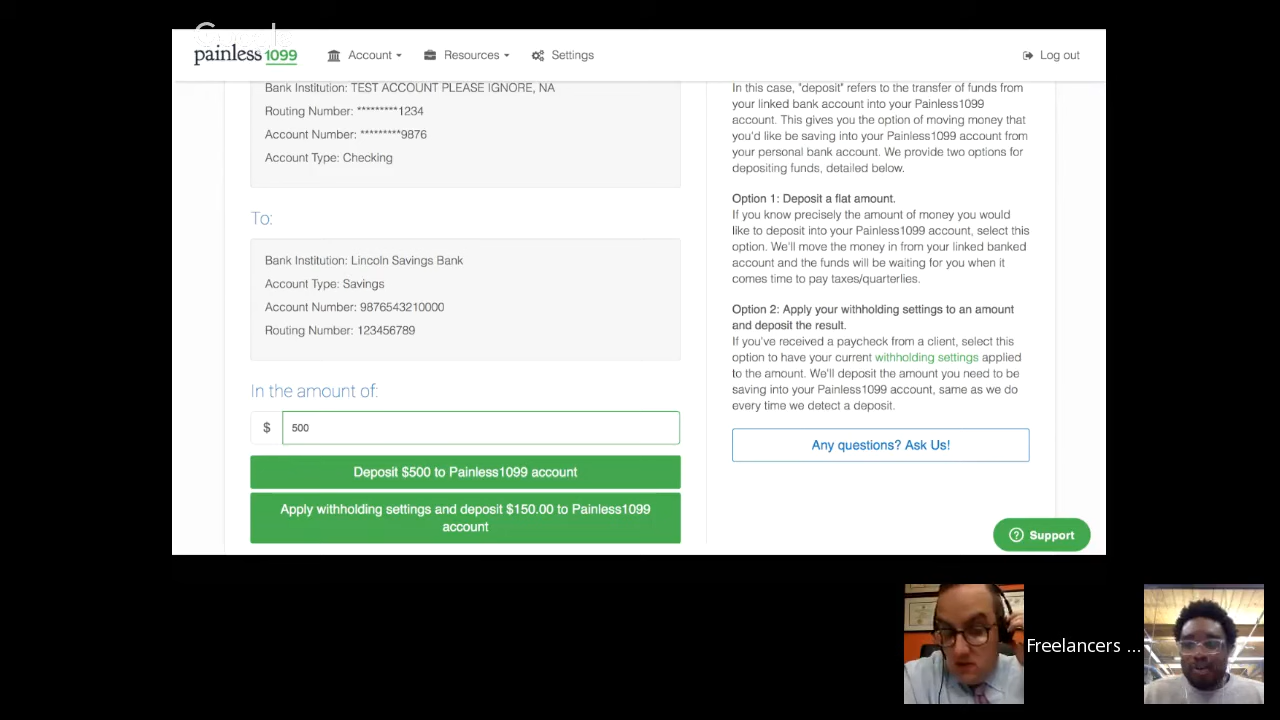 painless1099
Account
Resources
Settings
Log out
Bank Institution: TEST ACCOUNT PLEASE IGNORE, NA
Routing Number: *********1234
Account Number: *********9876
Account Type: Checking
To:
Bank Institution: Lincoln Savings Bank
Account Type: Savings
Account Number: 9876543210000
Routing Number: 123456789
In the amount of:
$ 500
Deposit $500 to Painless1099 account
Apply withholding settings and deposit $150.00 to Painless1099
account
In this case, "deposit" refers to the transfer of funds from
your linked bank account into your Painless1099
account. This gives you the option of moving money that
you'd like be saving into your Painless1099 account from
your personal bank account. We provide two options for
depositing funds, detailed below.
Option 1: Deposit a flat amount.
If you know precisely the amount of money you would
like to deposit into your Painless1099 account, select this
option. We'll move the money in from your linked banked
account and the funds will be waiting for you when it
comes time to pay taxes/quarterlies.
Option 2: Apply your withholding settings to an amount
and deposit the result.
If you've received a paycheck from a client, select this
option to have your current withholding settings applied
to the amount. We'll deposit the amount you need to be
saving into your Painless1099 account, same as we do
every time we detect a deposit.
Any questions? Ask Us!
Support
Freelancers ...